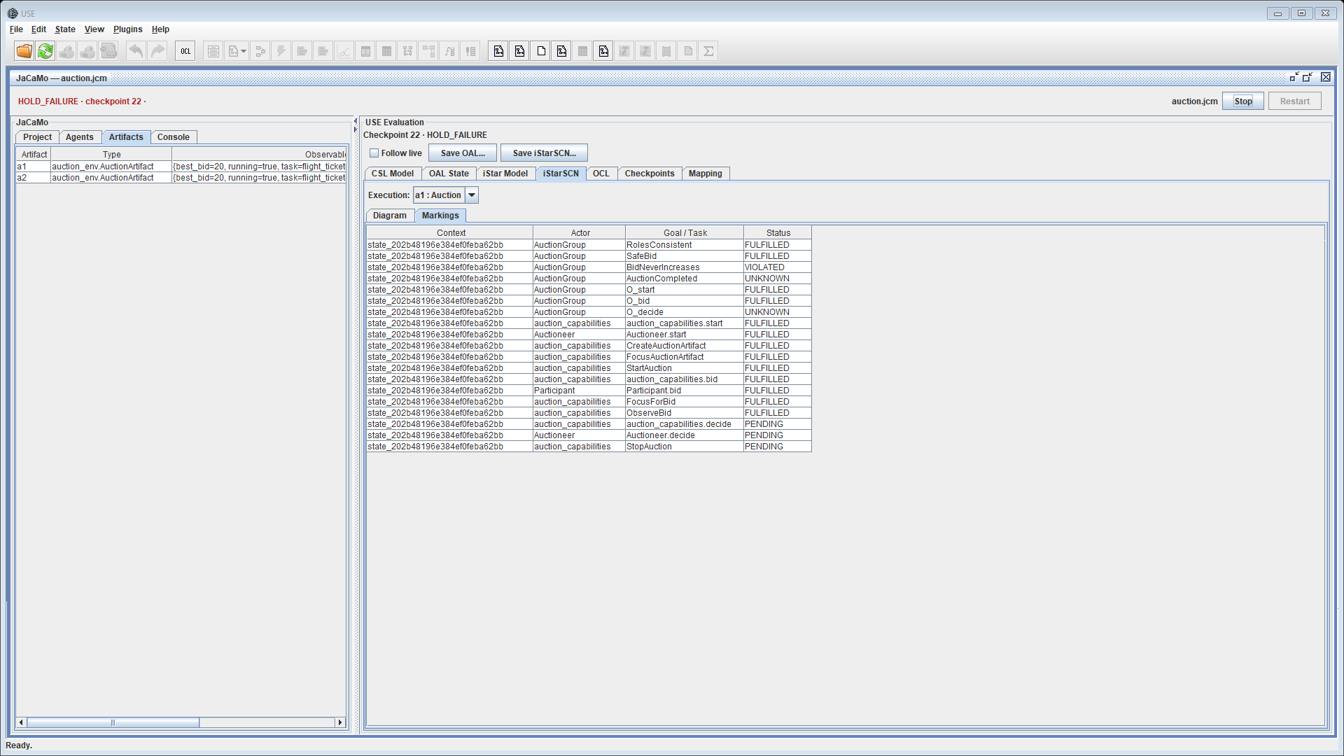 USE
File Edit State View Plugins Help
OCL
JaCaMo — auction.jcm
HOLD_FAILURE · checkpoint 22 ·
auction.jcm Stop Restart
JaCaMo
Project Agents Artifacts Console
Artifact Type Observabl
a1 auction_env.AuctionArtifact {best_bid=20, running=true, task=flight_ticket
a2 auction_env.AuctionArtifact {best_bid=20, running=true, task=flight_ticket
USE Evaluation
Checkpoint 22 · HOLD_FAILURE
Follow live Save OAL... Save iStarSCN...
CSL Model OAL State iStar Model iStarSCN OCL Checkpoints Mapping
Execution: a1 : Auction
Diagram Markings
Context Actor Goal / Task Status
state_202b48196e384ef0feba62bb AuctionGroup RolesConsistent FULFILLED
state_202b48196e384ef0feba62bb AuctionGroup SafeBid FULFILLED
state_202b48196e384ef0feba62bb AuctionGroup BidNeverIncreases VIOLATED
state_202b48196e384ef0feba62bb AuctionGroup AuctionCompleted UNKNOWN
state_202b48196e384ef0feba62bb AuctionGroup O_start FULFILLED
state_202b48196e384ef0feba62bb AuctionGroup O_bid FULFILLED
state_202b48196e384ef0feba62bb AuctionGroup O_decide UNKNOWN
state_202b48196e384ef0feba62bb auction_capabilities auction_capabilities.start FULFILLED
state_202b48196e384ef0feba62bb Auctioneer Auctioneer.start FULFILLED
state_202b48196e384ef0feba62bb auction_capabilities CreateAuctionArtifact FULFILLED
state_202b48196e384ef0feba62bb auction_capabilities FocusAuctionArtifact FULFILLED
state_202b48196e384ef0feba62bb auction_capabilities StartAuction FULFILLED
state_202b48196e384ef0feba62bb auction_capabilities auction_capabilities.bid FULFILLED
state_202b48196e384ef0feba62bb Participant Participant.bid FULFILLED
state_202b48196e384ef0feba62bb auction_capabilities FocusForBid FULFILLED
state_202b48196e384ef0feba62bb auction_capabilities ObserveBid FULFILLED
state_202b48196e384ef0feba62bb auction_capabilities auction_capabilities.decide PENDING
state_202b48196e384ef0feba62bb Auctioneer Auctioneer.decide PENDING
state_202b48196e384ef0feba62bb auction_capabilities StopAuction PENDING
Ready.